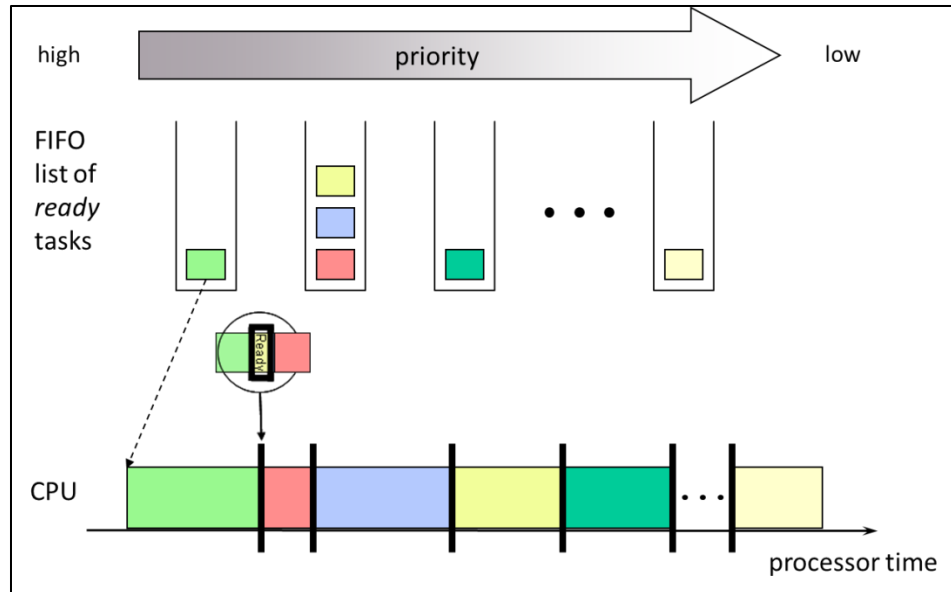 high
priority
low
FIFO
list of
ready
tasks
• • •
Ready
CPU
• • •
processor time